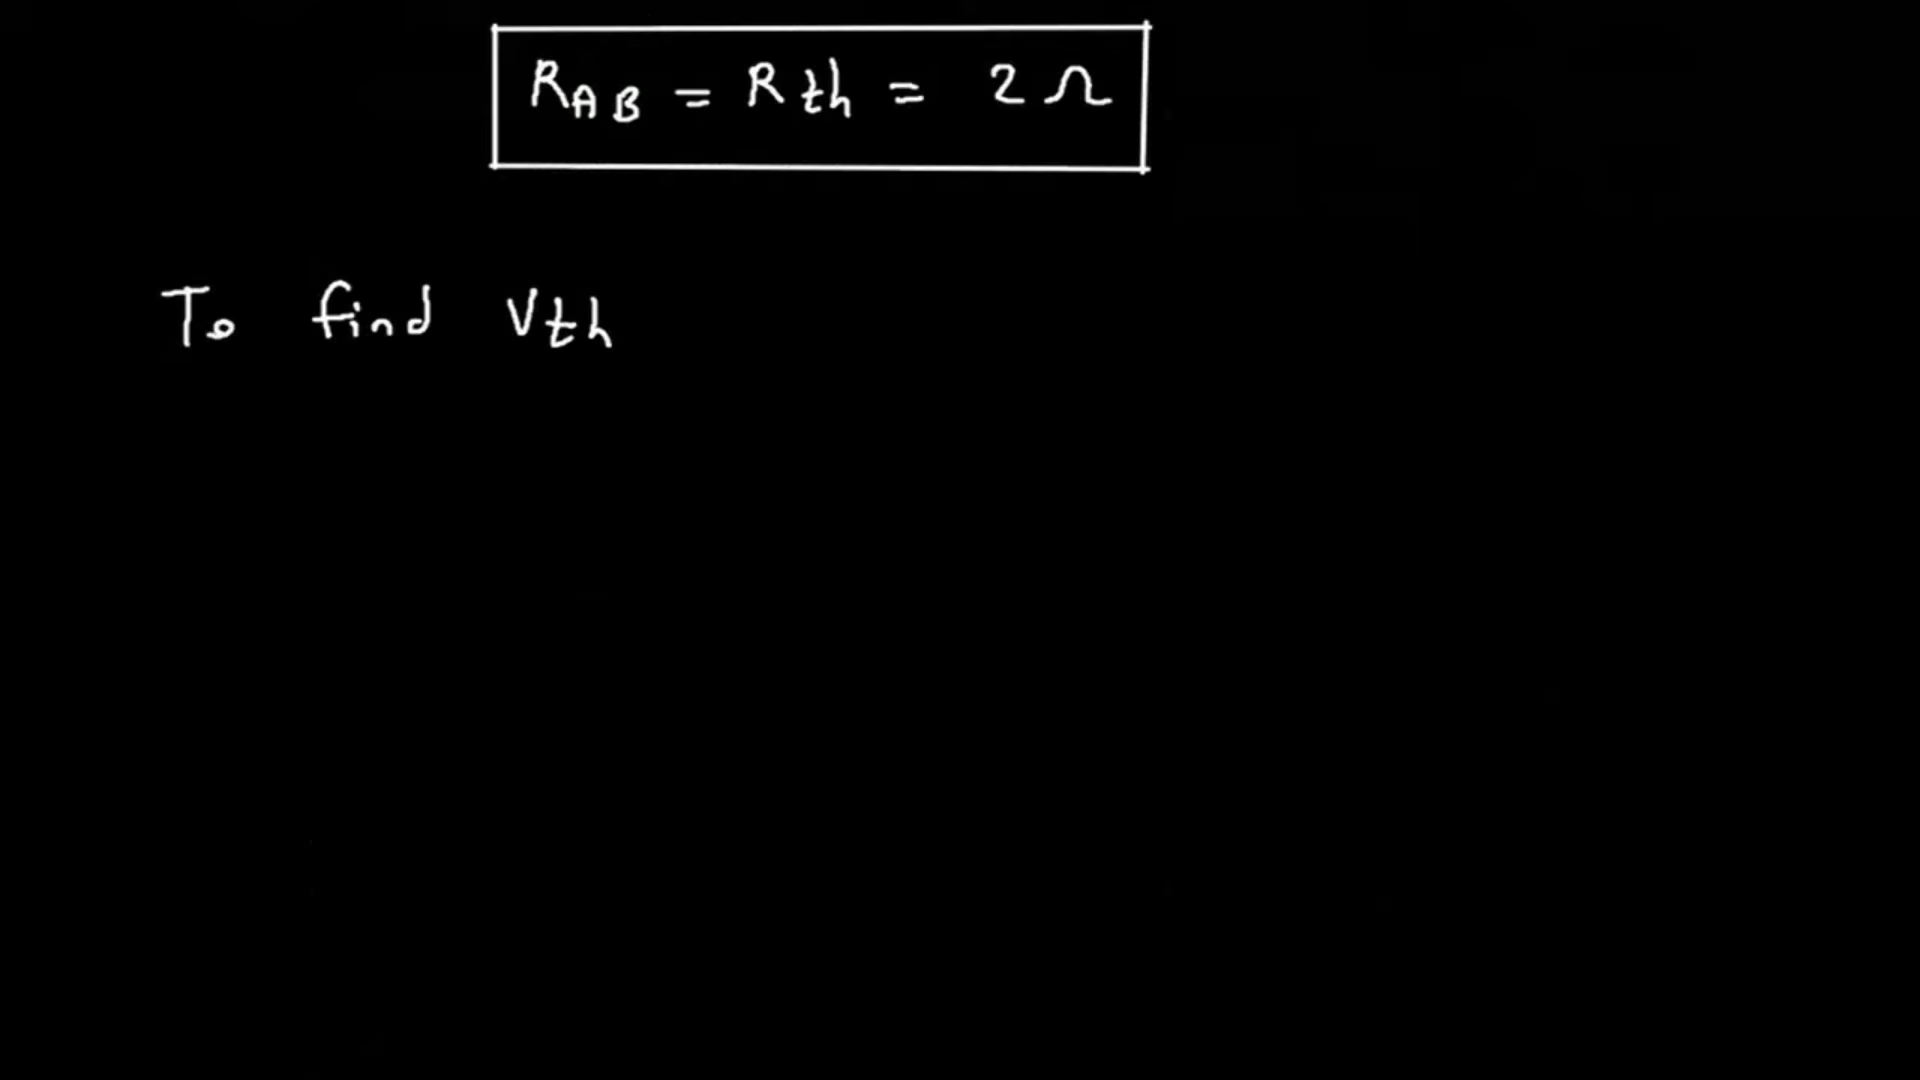 RAB = Rth = 2 Ω
To find Vth